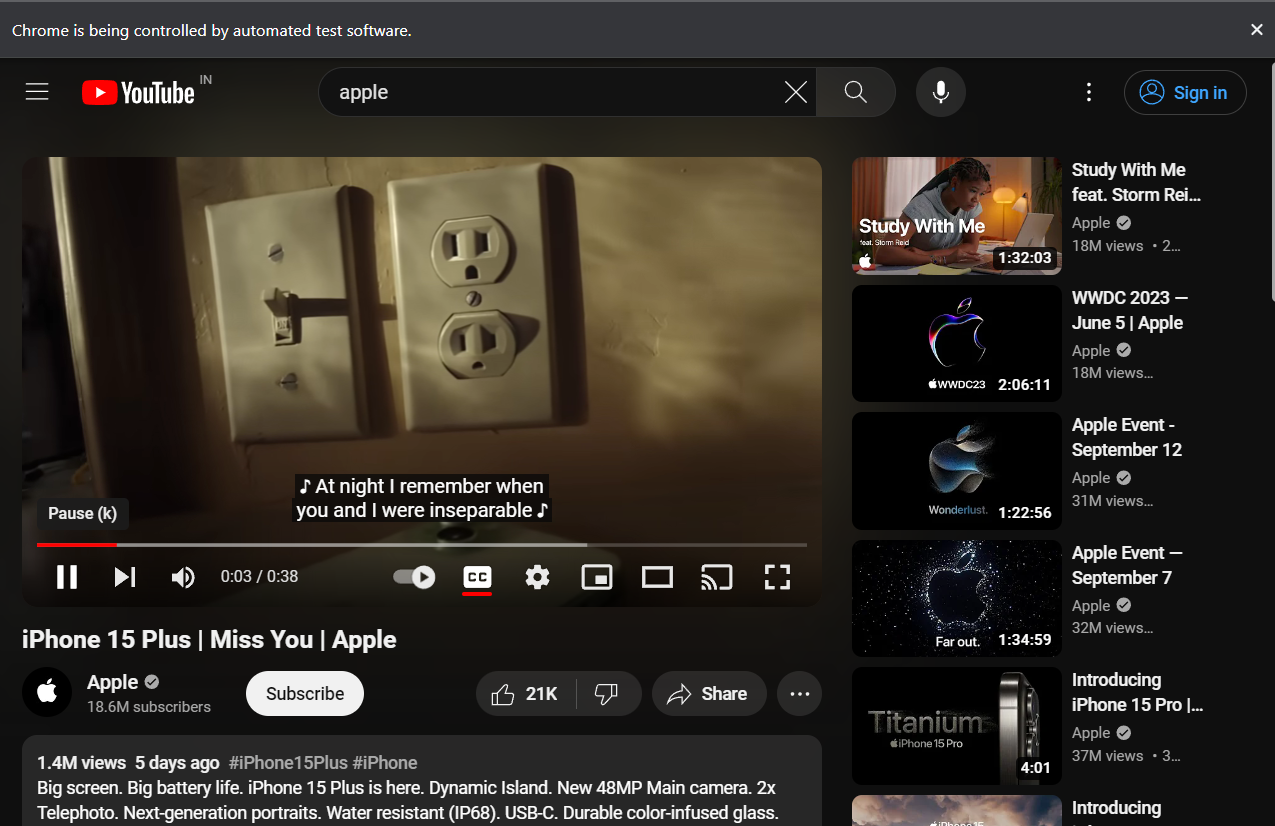 Chrome is being controlled by automated test software.
YouTube IN
apple
Sign in
♪ At night I remember when
you and I were inseparable ♪
Pause (k)
0:03 / 0:38
CC
iPhone 15 Plus | Miss You | Apple
Apple
18.6M subscribers
Subscribe
21K
Share
1.4M views 5 days ago #iPhone15Plus #iPhone
Big screen. Big battery life. iPhone 15 Plus is here. Dynamic Island. New 48MP Main camera. 2x
Telephoto. Next-generation portraits. Water resistant (IP68). USB-C. Durable color-infused glass.
Study With Me
feat. Storm Reid
1:32:03
Study With Me
feat. Storm Rei...
Apple
18M views • 2...
WWDC23
2:06:11
WWDC 2023 —
June 5 | Apple
Apple
18M views...
Wonderlust.
1:22:56
Apple Event -
September 12
Apple
31M views...
Far out.
1:34:59
Apple Event —
September 7
Apple
32M views...
Titanium
iPhone 15 Pro
4:01
Introducing
iPhone 15 Pro |...
Apple
37M views • 3...
iPhone 15
Introducing